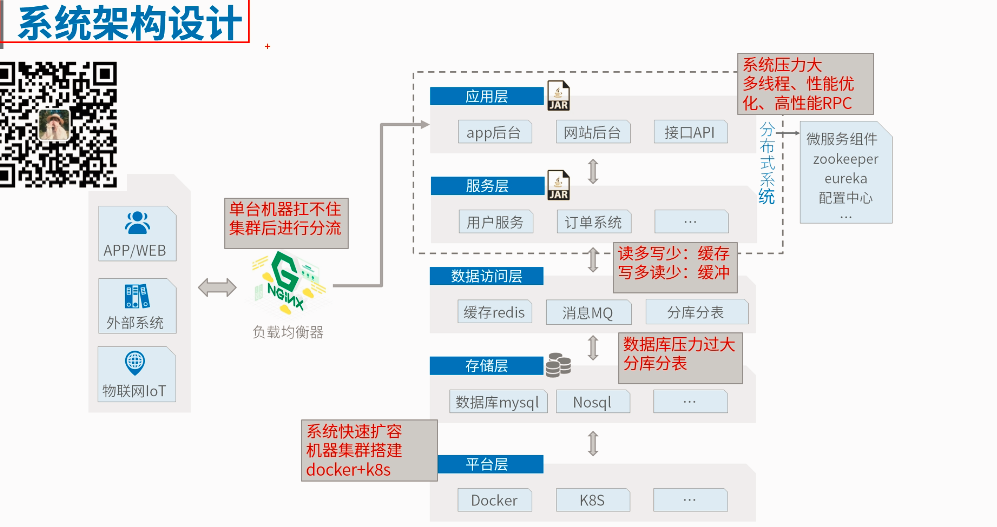 系统架构设计
系统压力大
多线程、性能优
化、高性能RPC
应用层
JAR
app后台
网站后台
接口API
分布式系统
微服务组件
zookeeper
eureka
配置中心
...
服务层
JAR
用户服务
订单系统
...
单台机器扛不住
集群后进行分流
APP/WEB
外部系统
物联网IoT
NGiNX
负载均衡器
读多写少：缓存
写多读少：缓冲
数据访问层
缓存redis
消息MQ
分库分表
数据库压力过大
分库分表
存储层
数据库mysql
Nosql
...
系统快速扩容
机器集群搭建
docker+k8s
平台层
Docker
K8S
...